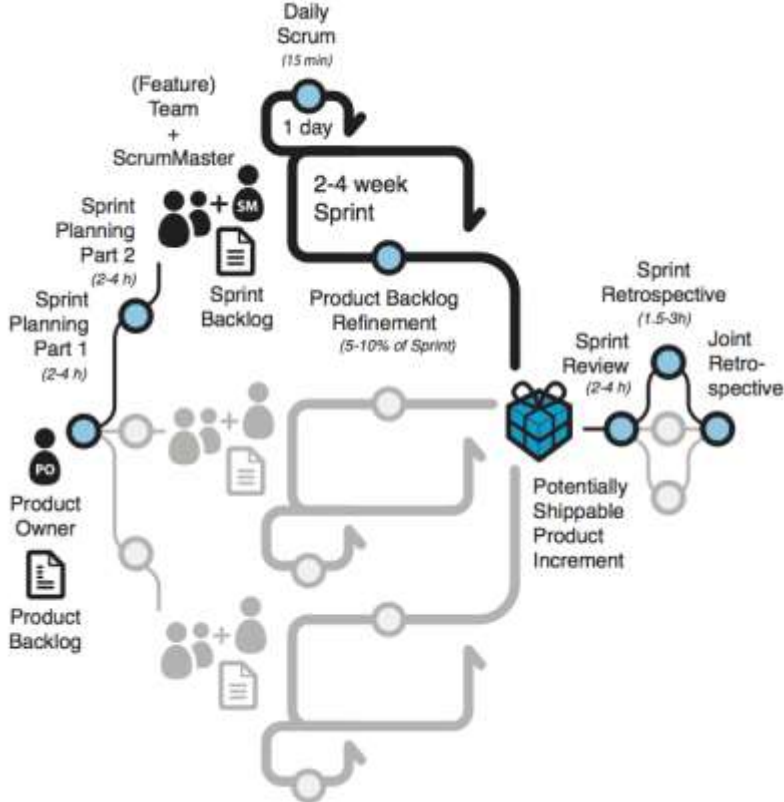 Daily
Scrum
(15 min)
1 day
(Feature)
Team
+
ScrumMaster
+
SM
2-4 week
Sprint
Sprint
Planning
Part 2
(2-4 h)
Sprint
Backlog
Sprint
Planning
Part 1
(2-4 h)
Product Backlog
Refinement
(5-10% of Sprint)
Sprint
Retrospective
(1.5-3h)
Sprint
Review
(2-4 h)
Joint
Retro-
spective
PO
Product
Owner
Product
Backlog
+
Potentially
Shippable
Product
Increment
+